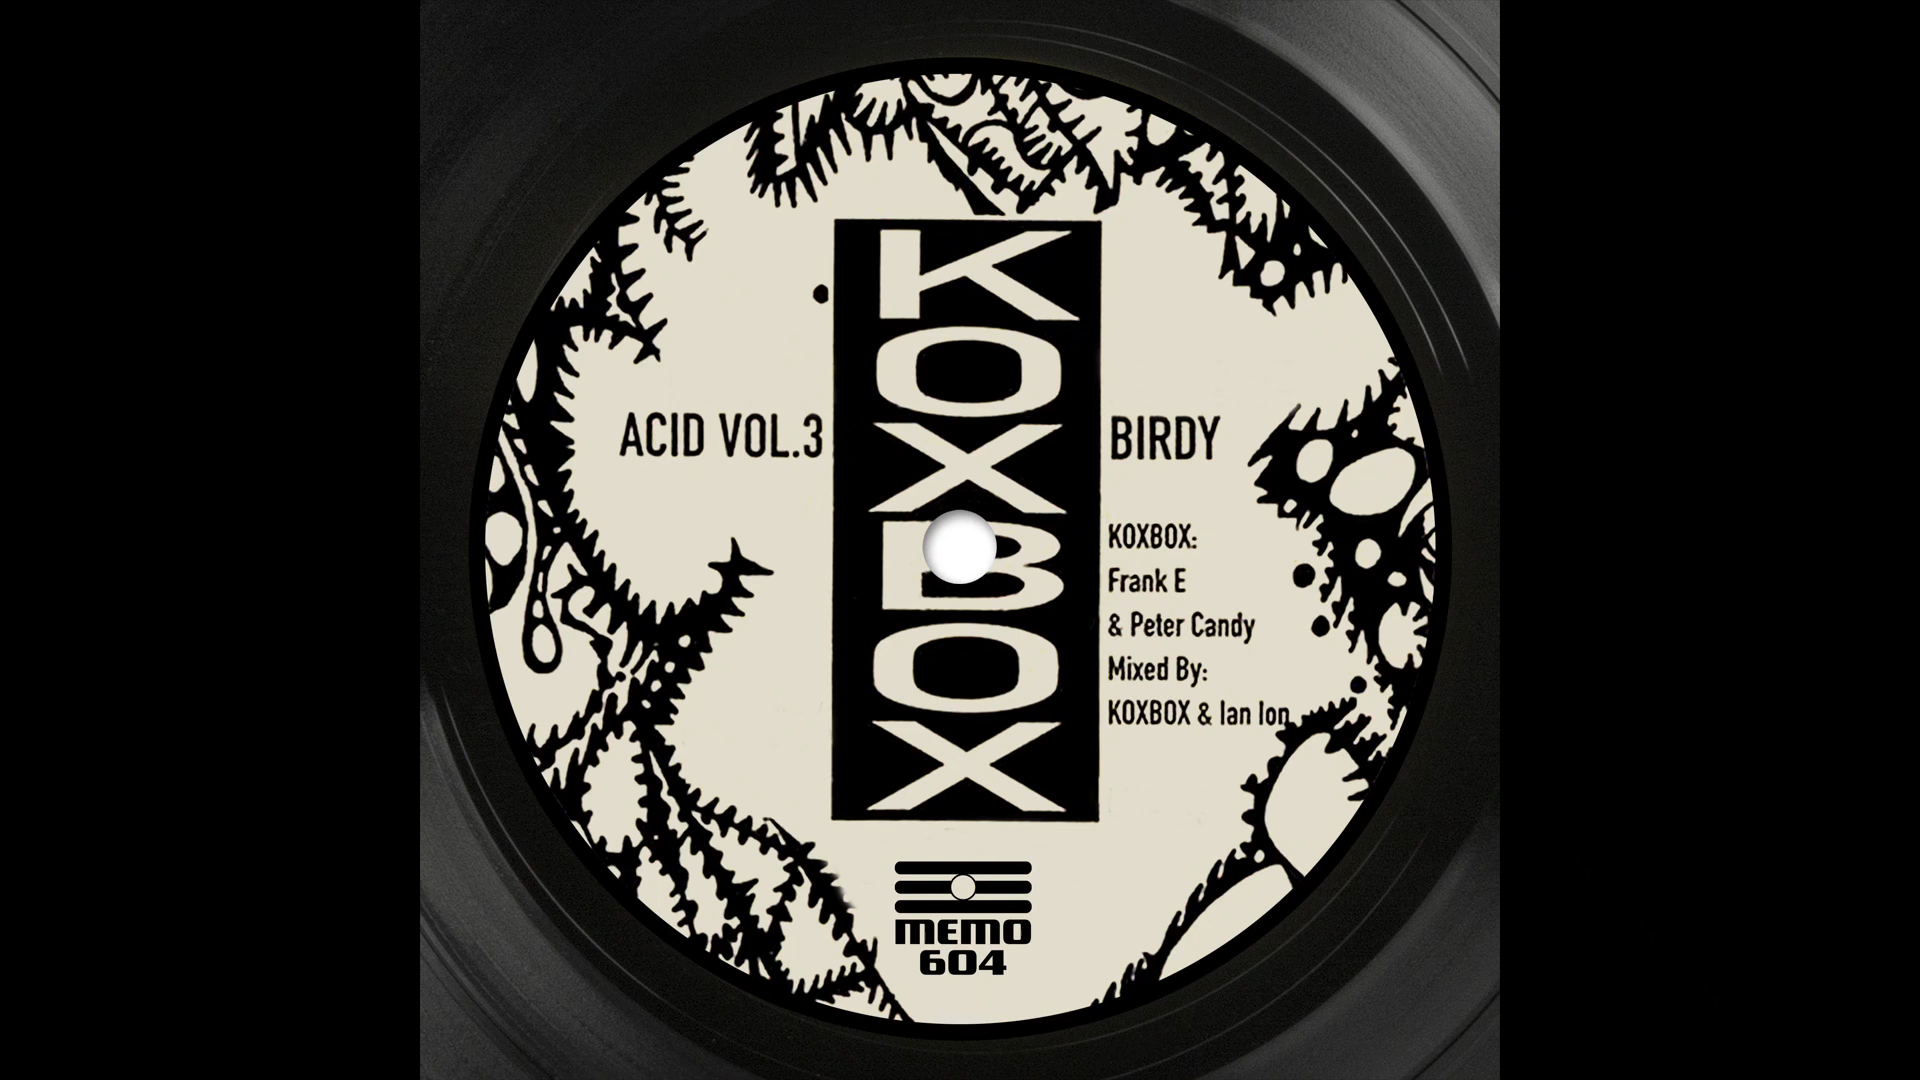 KOXBOX
ACID VOL.3
BIRDY
KOXBOX:
Frank E
& Peter Candy
Mixed By:
KOXBOX & Ian Ion
MEMO
604